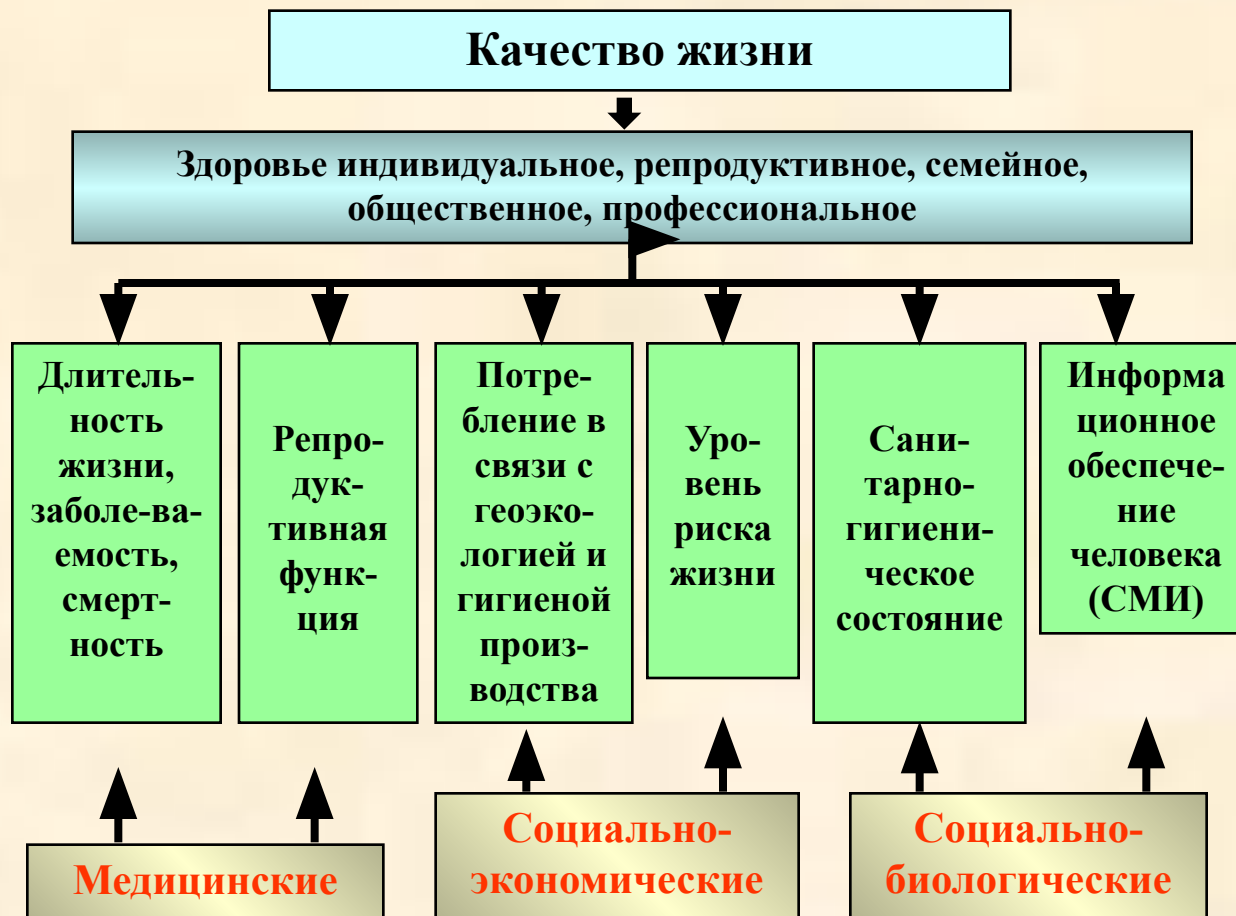 Качество жизни
Здоровье индивидуальное, репродуктивное, семейное,
общественное, профессиональное
Длитель-
ность
жизни,
заболе-ва-
емость,
смерт-
ность
Репро-
дук-
тивная
функ-
ция
Потре-
бление в
связи с
геоэко-
логией и
гигиеной
произ-
водства
Уро-
вень
риска
жизни
Сани-
тарно-
гигиени-
ческое
состояние
Информа
ционное
обеспече-
ние
человека
(СМИ)
Медицинские
Социально-
экономические
Социально-
биологические